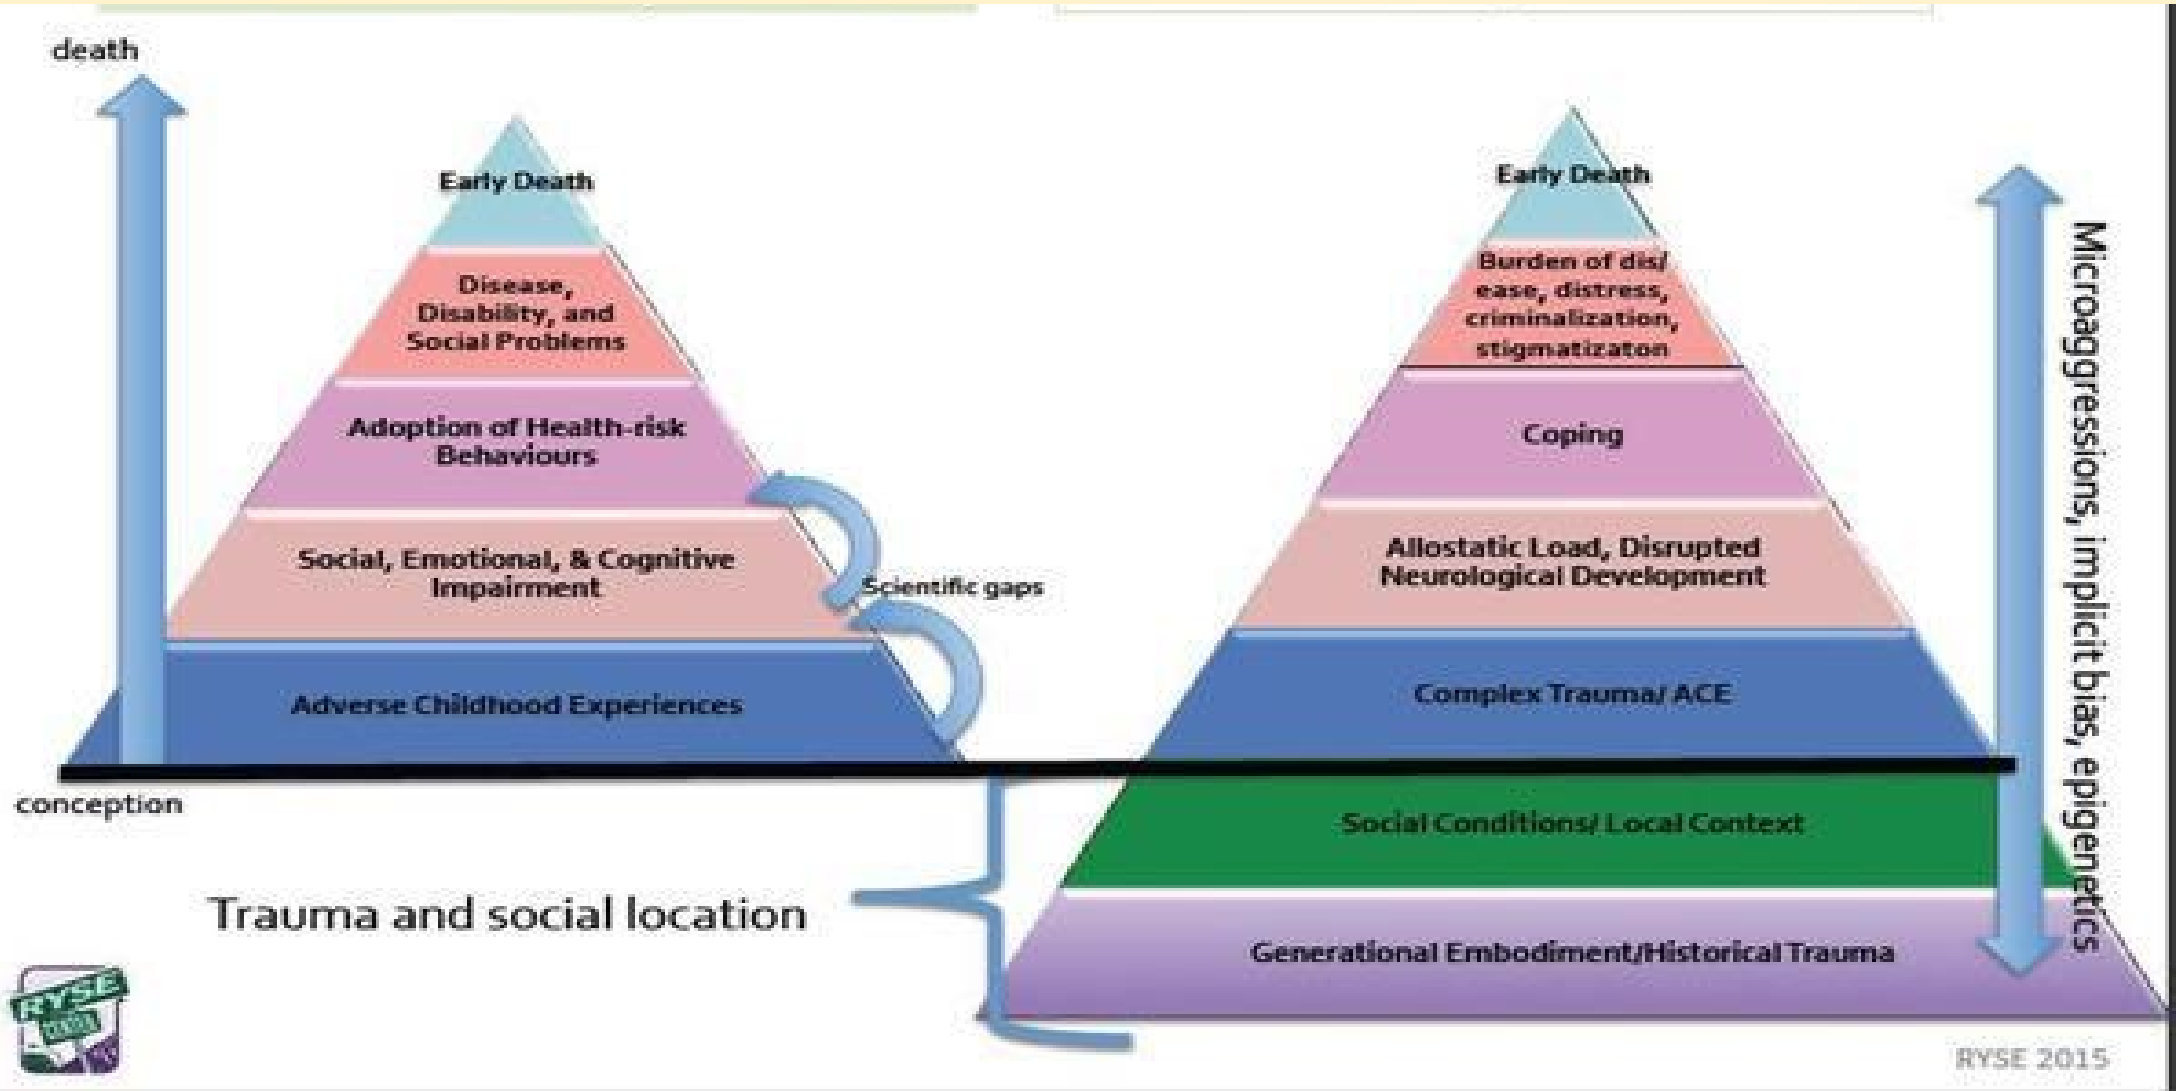 death
Early Death
Disease,
Disability, and
Social Problems
Adoption of Health-risk
Behaviours
Social, Emotional, & Cognitive
Impairment
Scientific gaps
Adverse Childhood Experiences
conception
Trauma and social location
RYSE
CENTER
Early Death
Burden of dis/
ease, distress,
criminalization,
stigmatizaton
Coping
Allostatic Load, Disrupted
Neurological Development
Complex Trauma/ ACE
Social Conditions/ Local Context
Generational Embodiment/Historical Trauma
Microaggressions, implicit bias, epigenetics
RYSE 2015